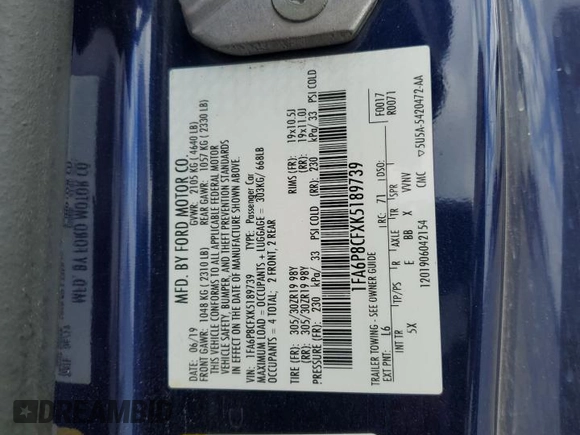 MFD. BY FORD MOTOR CO.
DATE: 06/19 GVWR: 2105 KG ( 4640 LB)
FRONT GAWR: 1048 KG ( 2310 LB) REAR GAWR: 1057 KG ( 2330 LB)
THIS VEHICLE CONFORMS TO ALL APPLICABLE FEDERAL MOTOR
VEHICLE SAFETY, BUMPER, AND THEFT PREVENTION STANDARDS
IN EFFECT ON THE DATE OF MANUFACTURE SHOWN ABOVE.
VIN: 1FA6P8CFXK5189739 TYPE: Passenger Car
MAXIMUM LOAD = OCCUPANTS + LUGGAGE = 303KG/ 668LB
OCCUPANTS = 4 TOTAL; 2 FRONT, 2 REAR
TIRE (FR): 305/30ZR19 98Y RIMS (FR): 19x10.5J
(RR): 305/30ZR19 98Y (RR): 19x11.0J
PRESSURE (FR): 230 kPa/ 33 PSI COLD (RR): 230 kPa/ 33 PSI COLD
1FA6P8CFXK5189739
TRAILER TOWING - SEE OWNER GUIDE F0017
EXT PNT: L6 RC: 71 DSO: R0071
INT TR TP/PS R AXLE TR SPR
5X E BB X VVNV
1201906042154 CMC ▽5U5A-5420472-AA
DREAMBID